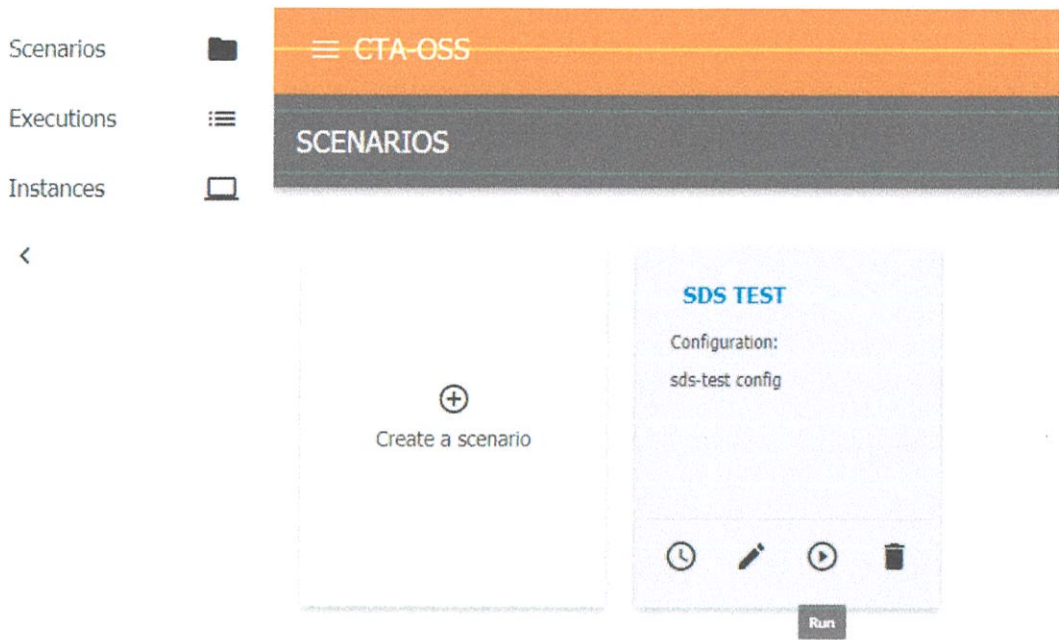 Scenarios
Executions
Instances
CTA-OSS
SCENARIOS
Create a scenario
SDS TEST
Configuration:
sds-test config
Run